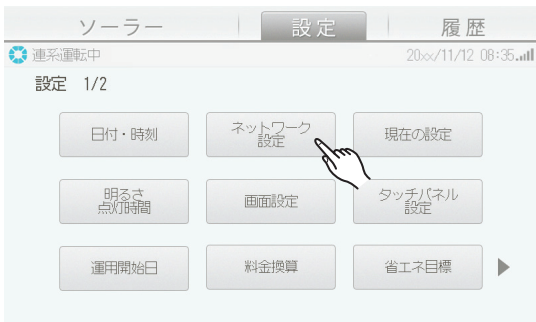 ソーラー 設定 履歴
連系運転中 20xx/11/12 08:35
設定 1/2
日付・時刻 ネットワーク設定 現在の設定
明るさ点灯時間 画面設定 タッチパネル設定
運用開始日 料金換算 省エネ目標